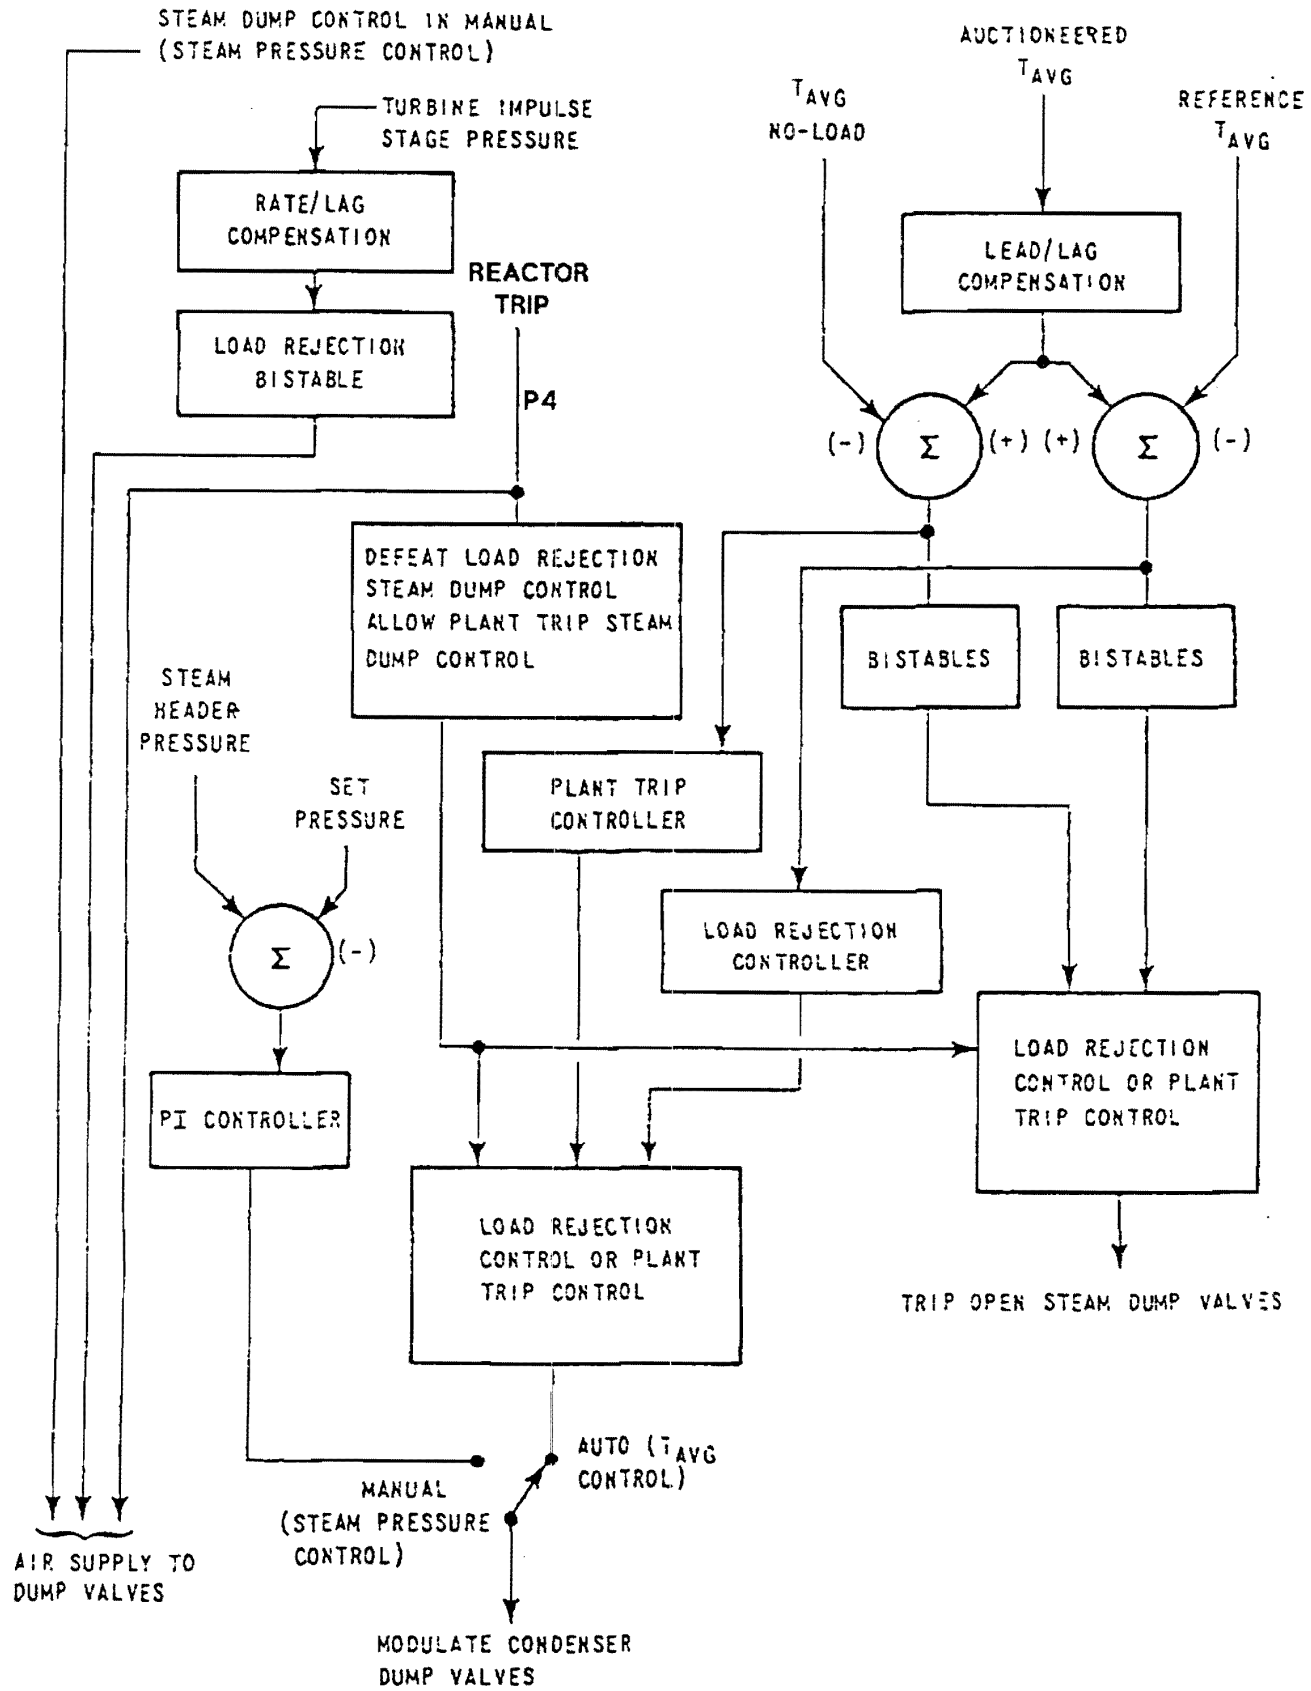 STEAM DUMP CONTROL IN MANUAL
(STEAM PRESSURE CONTROL)
AUCTIONEERED
TAVG
TAVG
NO-LOAD
REFERENCE
TAVG
TURBINE IMPULSE
STAGE PRESSURE
RATE/LAG
COMPENSATION
LEAD/LAG
COMPENSATION
REACTOR
TRIP
LOAD REJECTION
BISTABLE
P4
(-)
Σ
(+)
(+)
Σ
(-)
DEFEAT LOAD REJECTION
STEAM DUMP CONTROL
ALLOW PLANT TRIP STEAM
DUMP CONTROL
BISTABLES
BISTABLES
STEAM
HEADER
PRESSURE
SET
PRESSURE
PLANT TRIP
CONTROLLER
LOAD REJECTION
CONTROLLER
Σ
(-)
PI CONTROLLER
LOAD REJECTION
CONTROL OR PLANT
TRIP CONTROL
LOAD REJECTION
CONTROL OR PLANT
TRIP CONTROL
TRIP OPEN STEAM DUMP VALVES
AUTO (TAVG
CONTROL)
MANUAL
(STEAM PRESSURE
CONTROL)
AIR SUPPLY TO
DUMP VALVES
MODULATE CONDENSER
DUMP VALVES